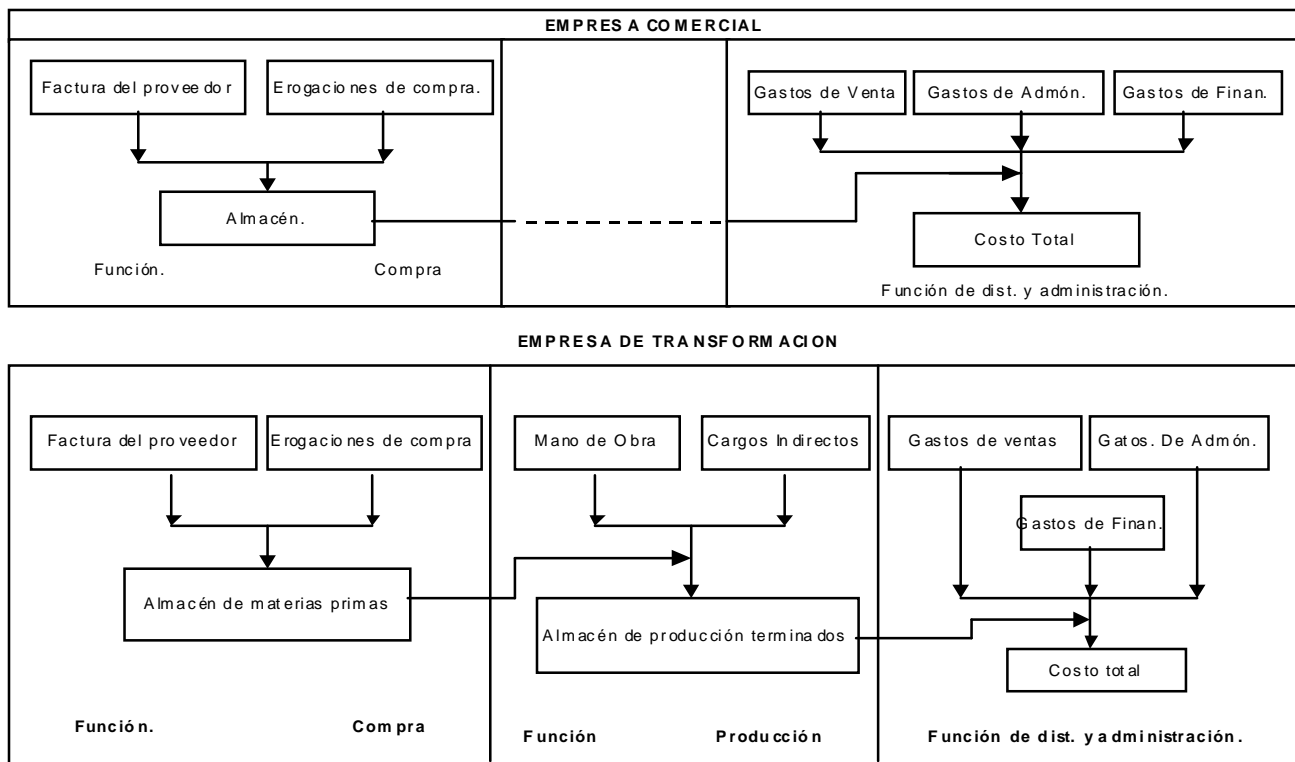 EMPRESA COMERCIAL
Factura del proveedor
Erogaciones de compra.
Gastos de Venta
Gastos de Admón.
Gastos de Finan.
Almacén.
Costo Total
Función.
Compra
Función de dist. y administración.
EMPRESA DE TRANSFORMACION
Factura del proveedor
Erogaciones de compra
Mano de Obra
Cargos Indirectos
Gastos de ventas
Gatos. De Admón.
Gastos de Finan.
Almacén de materias primas
Almacén de producción terminados
Costo total
Función.
Compra
Función
Producción
Función de dist. y administración.